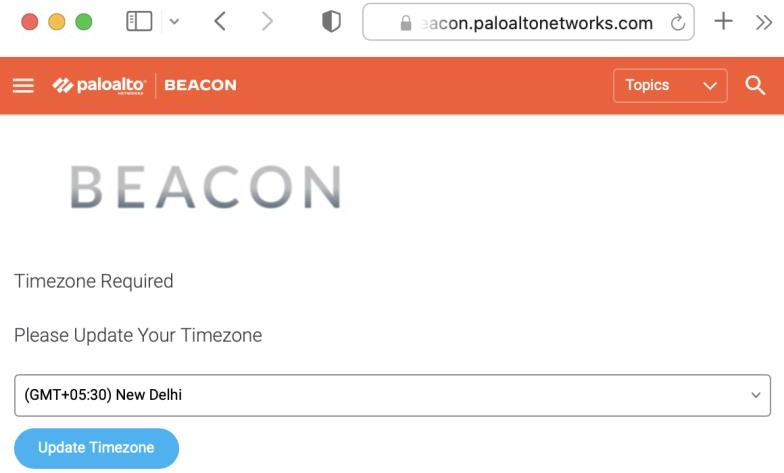 eacon.paloaltonetworks.com
paloalto NETWORKS BEACON
Topics
BEACON
Timezone Required
Please Update Your Timezone
(GMT+05:30) New Delhi
Update Timezone